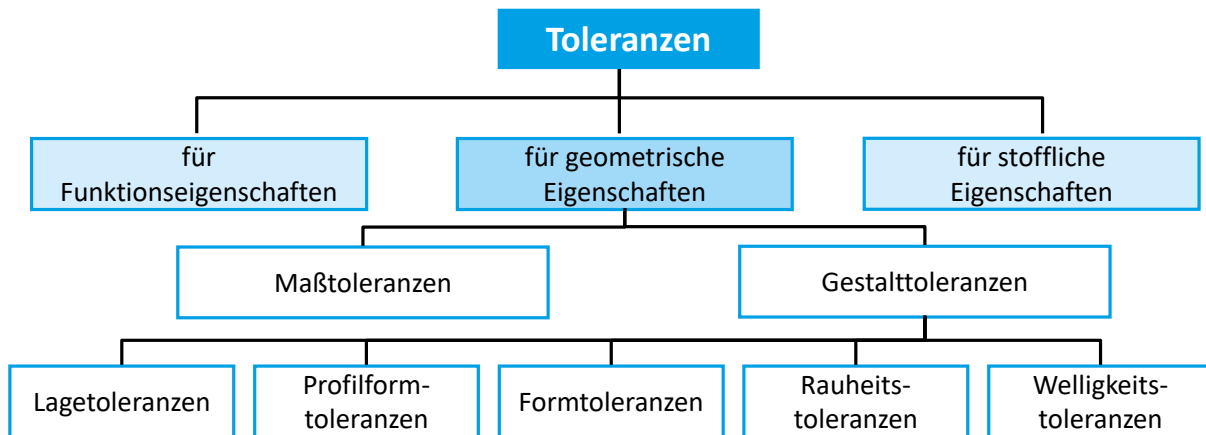 Toleranzen
für
Funktionseigenschaften
für geometrische
Eigenschaften
für stoffliche
Eigenschaften
Maßtoleranzen
Gestalttoleranzen
Lagetoleranzen
Profilform-
toleranzen
Formtoleranzen
Rauheits-
toleranzen
Welligkeits-
toleranzen